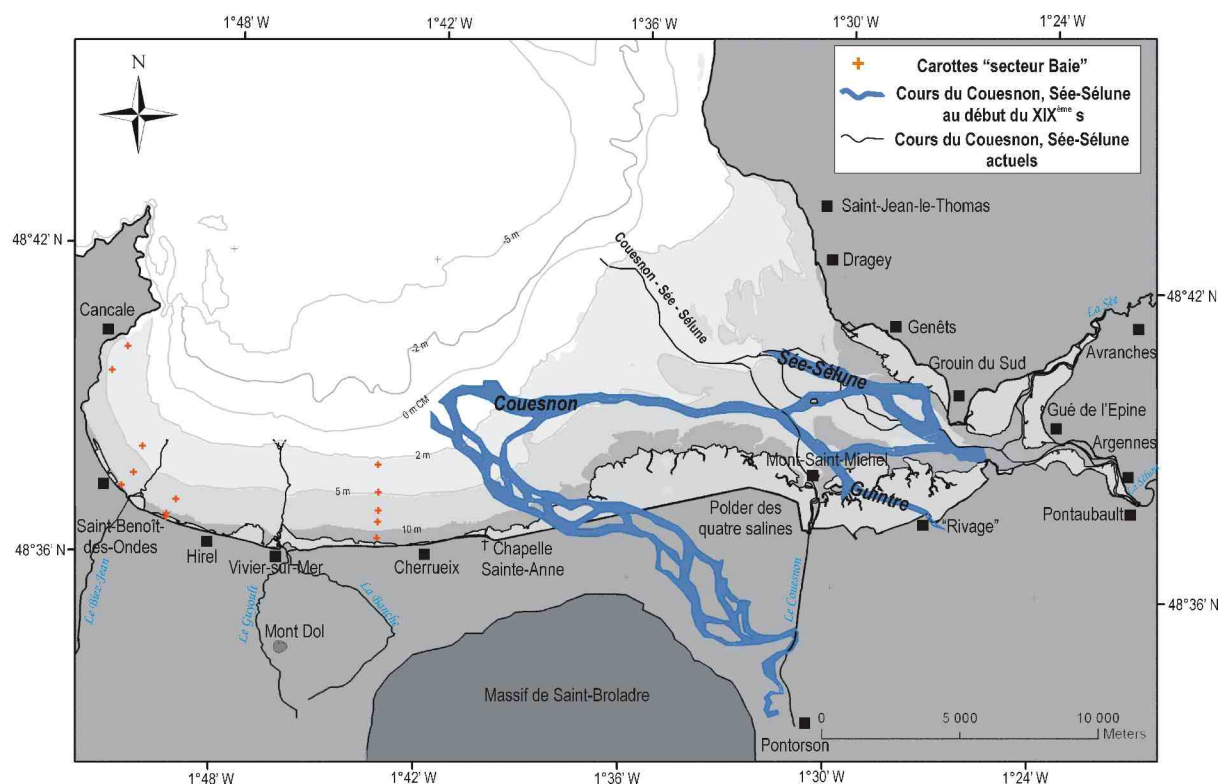 1°48' W
1°42' W
1°36' W
1°30' W
1°24' W
N
Carottes “secteur Baie”
Cours du Couesnon, Sée-Sélune
au début du XIXème s
Cours du Couesnon, Sée-Sélune
actuels
48°42' N
-5 m
Saint-Jean-le-Thomas
Couesnon - Sée - Sélune
Dragey
48°42' N
Cancale
-2 m
Genêts
La Sée
Avranches
Grouin du Sud
Sée-Sélune
0 m CM
Couesnon
Gué de l'Epine
Argennes
2 m
Mont-Saint-Michel
Guintre
5 m
Polder des
quatre salines
“Rivage”
Pontaubault
10 m
Saint-Benoît-
des-Ondes
48°36' N
Hirel
Vivier-sur-Mer
Cherrueix
† Chapelle
Sainte-Anne
Le Biez-Jean
Le Guyoult
La Banche
Le Couesnon
48°36' N
Mont Dol
Massif de Saint-Broladre
0
5 000
10 000
Meters
Pontorson
1°48' W
1°42' W
1°36' W
1°30' W
1°24' W